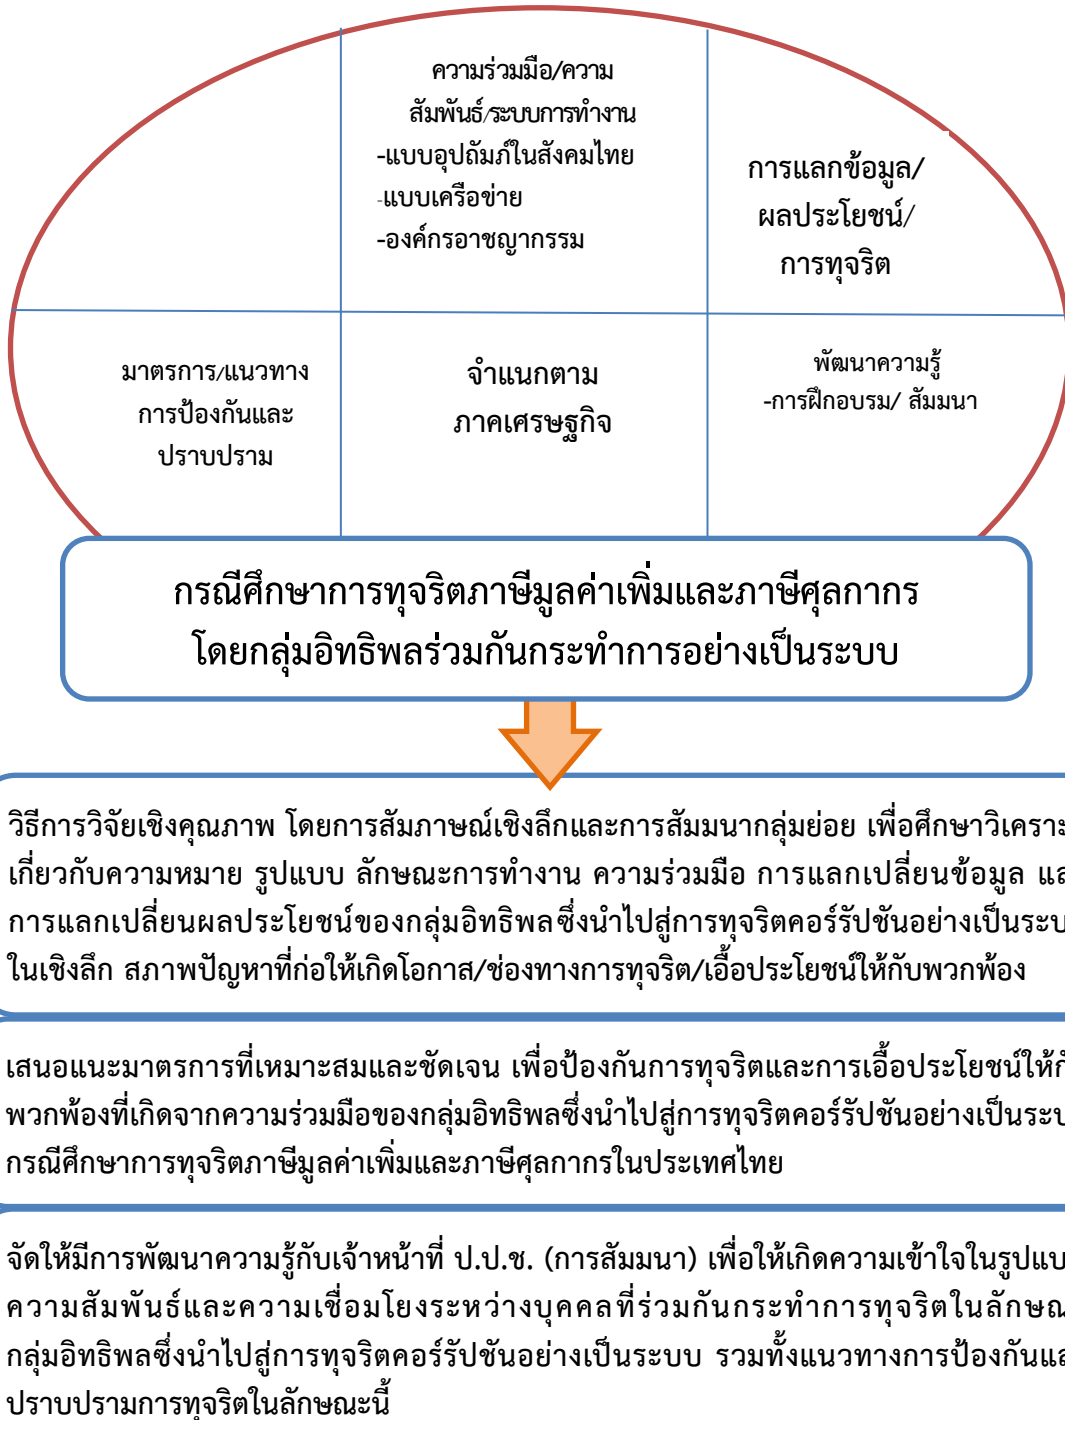 ความร่วมมือ/ความ
สัมพันธ์/ระบบการทำงาน
-แบบอุปถัมภ์ในสังคมไทย
-แบบเครือข่าย
-องค์กรอาชญากรรม
การแลกข้อมูล/
ผลประโยชน์/
การทุจริต
มาตรการ/แนวทาง
การป้องกันและ
ปราบปราม
จำแนกตาม
ภาคเศรษฐกิจ
พัฒนาความรู้
-การฝึกอบรม/ สัมมนา
กรณีศึกษาการทุจริตภาษีมูลค่าเพิ่มและภาษีศุลกากร
โดยกลุ่มอิทธิพลร่วมกันกระทำการอย่างเป็นระบบ
วิธีการวิจัยเชิงคุณภาพ โดยการสัมภาษณ์เชิงลึกและการสัมมนากลุ่มย่อย เพื่อศึกษาวิเคราะ
เกี่ยวกับความหมาย รูปแบบ ลักษณะการทำงาน ความร่วมมือ การแลกเปลี่ยนข้อมูล แล
การแลกเปลี่ยนผลประโยชน์ของกลุ่มอิทธิพลซึ่งนำไปสู่การทุจริตคอร์รัปชันอย่างเป็นระบ
ในเชิงลึก สภาพปัญหาที่ก่อให้เกิดโอกาส/ช่องทางการทุจริต/เอื้อประโยชน์ให้กับพวกพ้อง
เสนอแนะมาตรการที่เหมาะสมและชัดเจน เพื่อป้องกันการทุจริตและการเอื้อประโยชน์ให้กั
พวกพ้องที่เกิดจากความร่วมมือของกลุ่มอิทธิพลซึ่งนำไปสู่การทุจริตคอร์รัปชันอย่างเป็นระบ
กรณีศึกษาการทุจริตภาษีมูลค่าเพิ่มและภาษีศุลกากรในประเทศไทย
จัดให้มีการพัฒนาความรู้กับเจ้าหน้าที่ ป.ป.ช. (การสัมมนา) เพื่อให้เกิดความเข้าใจในรูปแบ
ความสัมพันธ์และความเชื่อมโยงระหว่างบุคคลที่ร่วมกันกระทำการทุจริตในลักษณ
กลุ่มอิทธิพลซึ่งนำไปสู่การทุจริตคอร์รัปชันอย่างเป็นระบบ รวมทั้งแนวทางการป้องกันแล
ปราบปรามการทุจริตในลักษณะนี้